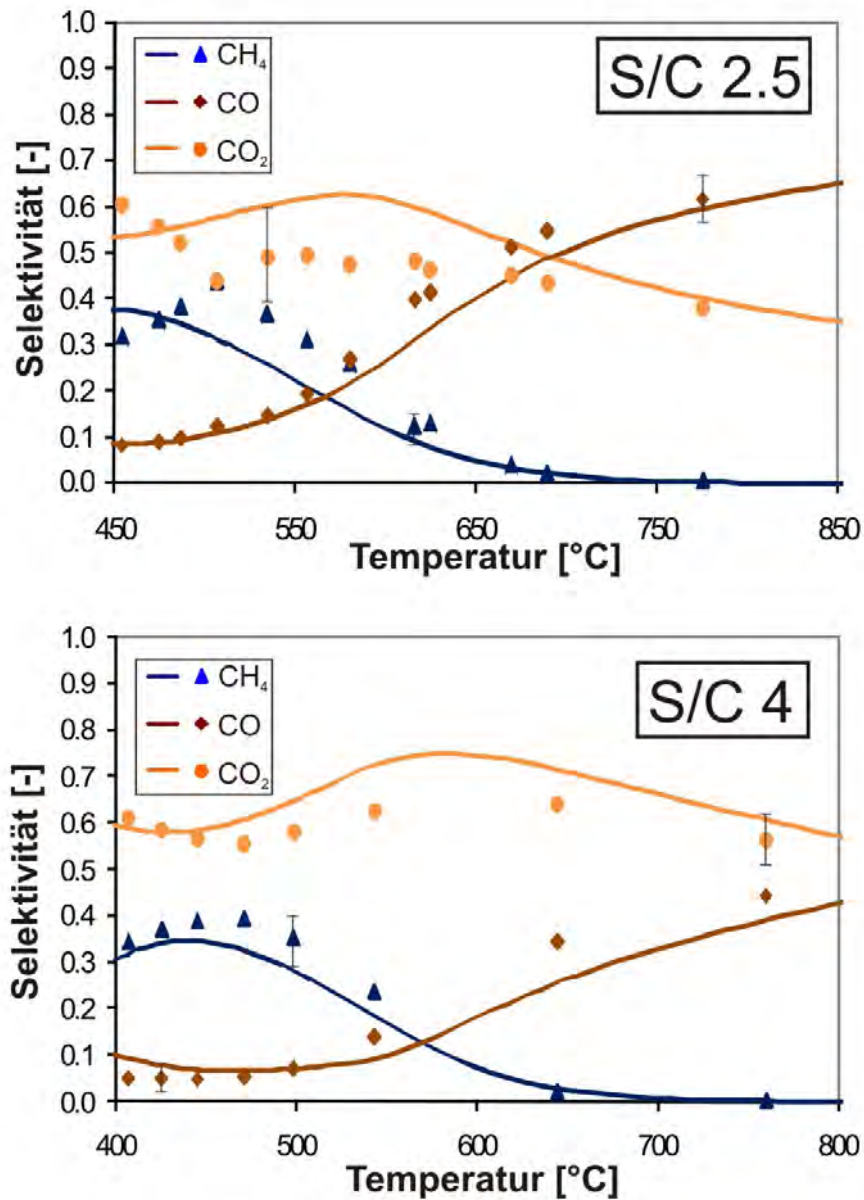 1.0
0.9
0.8
0.7
0.6
0.5
0.4
0.3
0.2
0.1
0.0
Selektivität [-]
CH₄
CO
CO₂
S/C 2.5
450 550 650 750 850
Temperatur [°C]
1.0
0.9
0.8
0.7
0.6
0.5
0.4
0.3
0.2
0.1
0.0
Selektivität [-]
CH₄
CO
CO₂
S/C 4
400 500 600 700 800
Temperatur [°C]